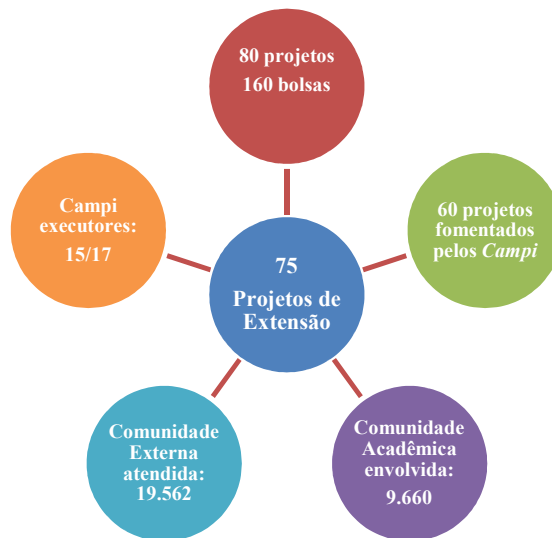 80 projetos
160 bolsas
Campi
executores:
15/17
60 projetos
fomentados
pelos Campi
75
Projetos de
Extensão
Comunidade
Externa
atendida:
19.562
Comunidade
Acadêmica
envolvida:
9.660